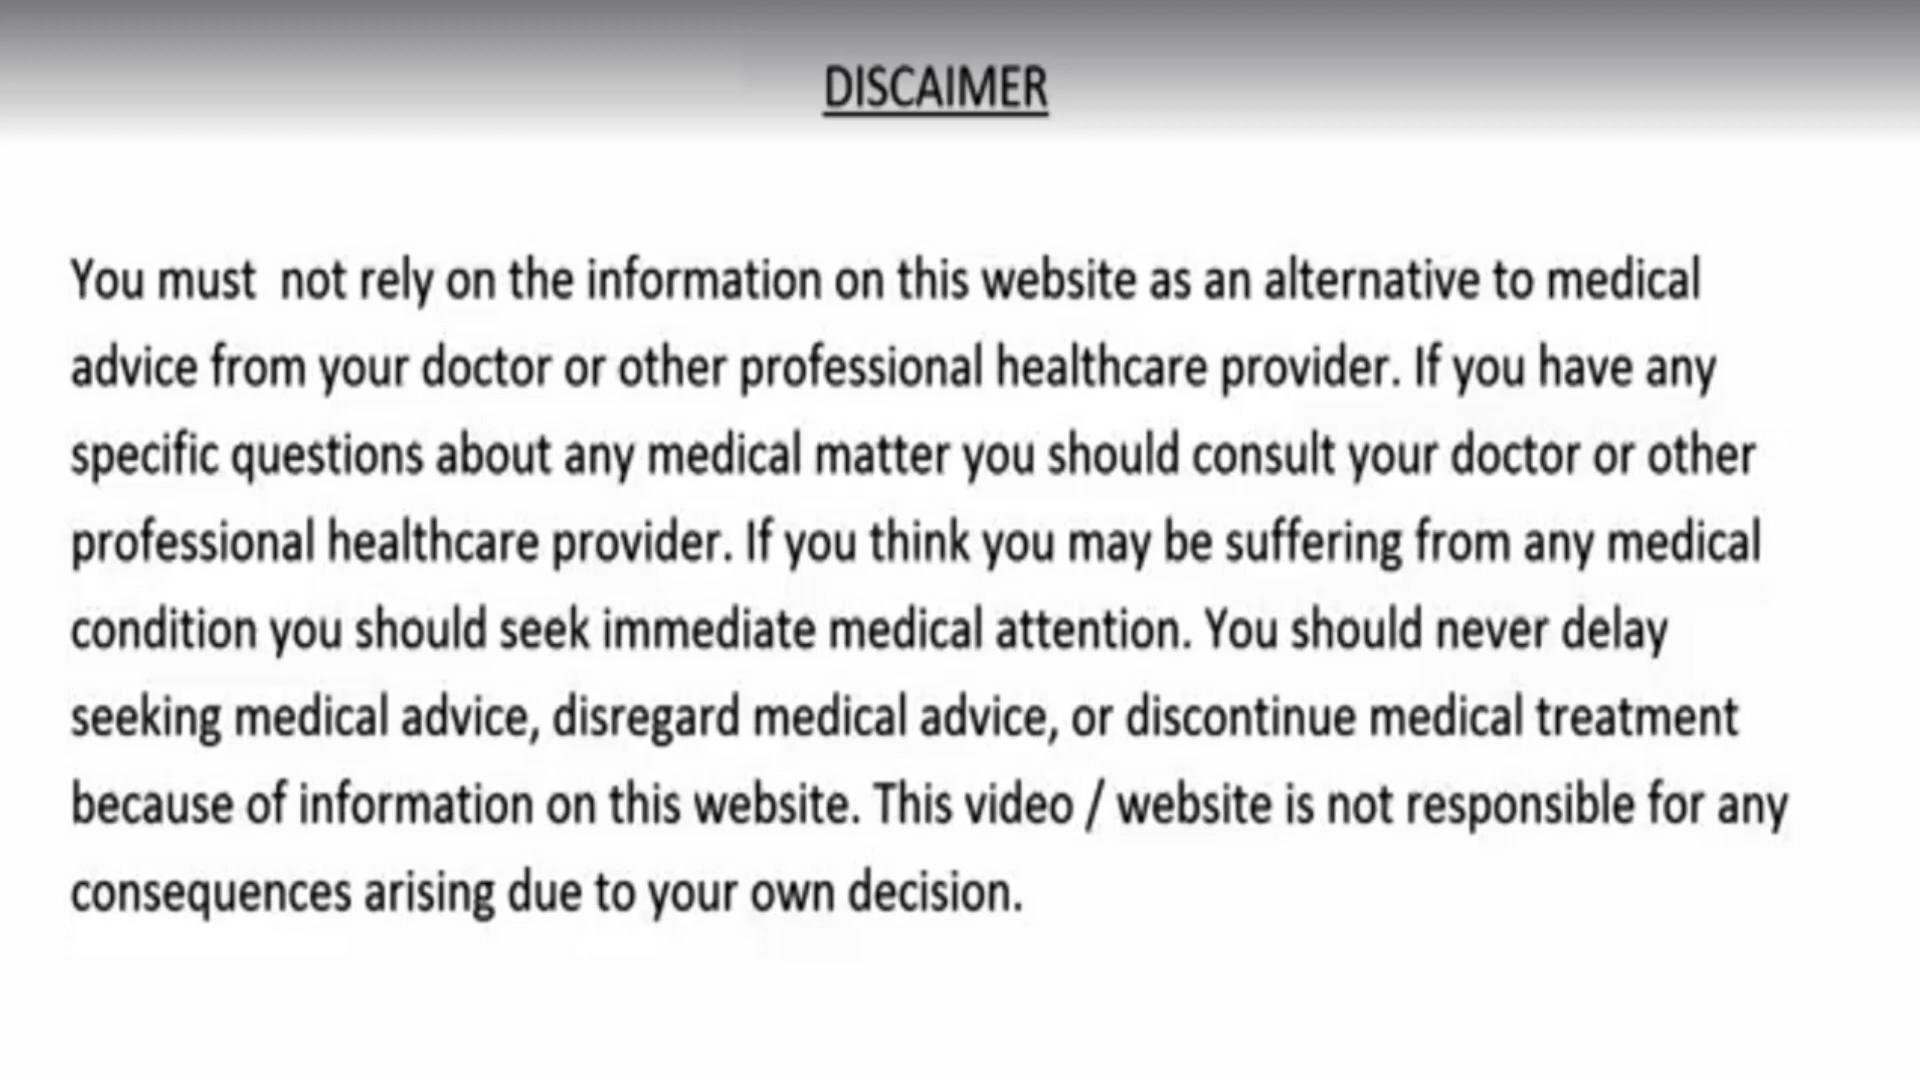 DISCAIMER
You must  not rely on the information on this website as an alternative to medical
advice from your doctor or other professional healthcare provider. If you have any
specific questions about any medical matter you should consult your doctor or other
professional healthcare provider. If you think you may be suffering from any medical
condition you should seek immediate medical attention. You should never delay
seeking medical advice, disregard medical advice, or discontinue medical treatment
because of information on this website. This video / website is not responsible for any
consequences arising due to your own decision.